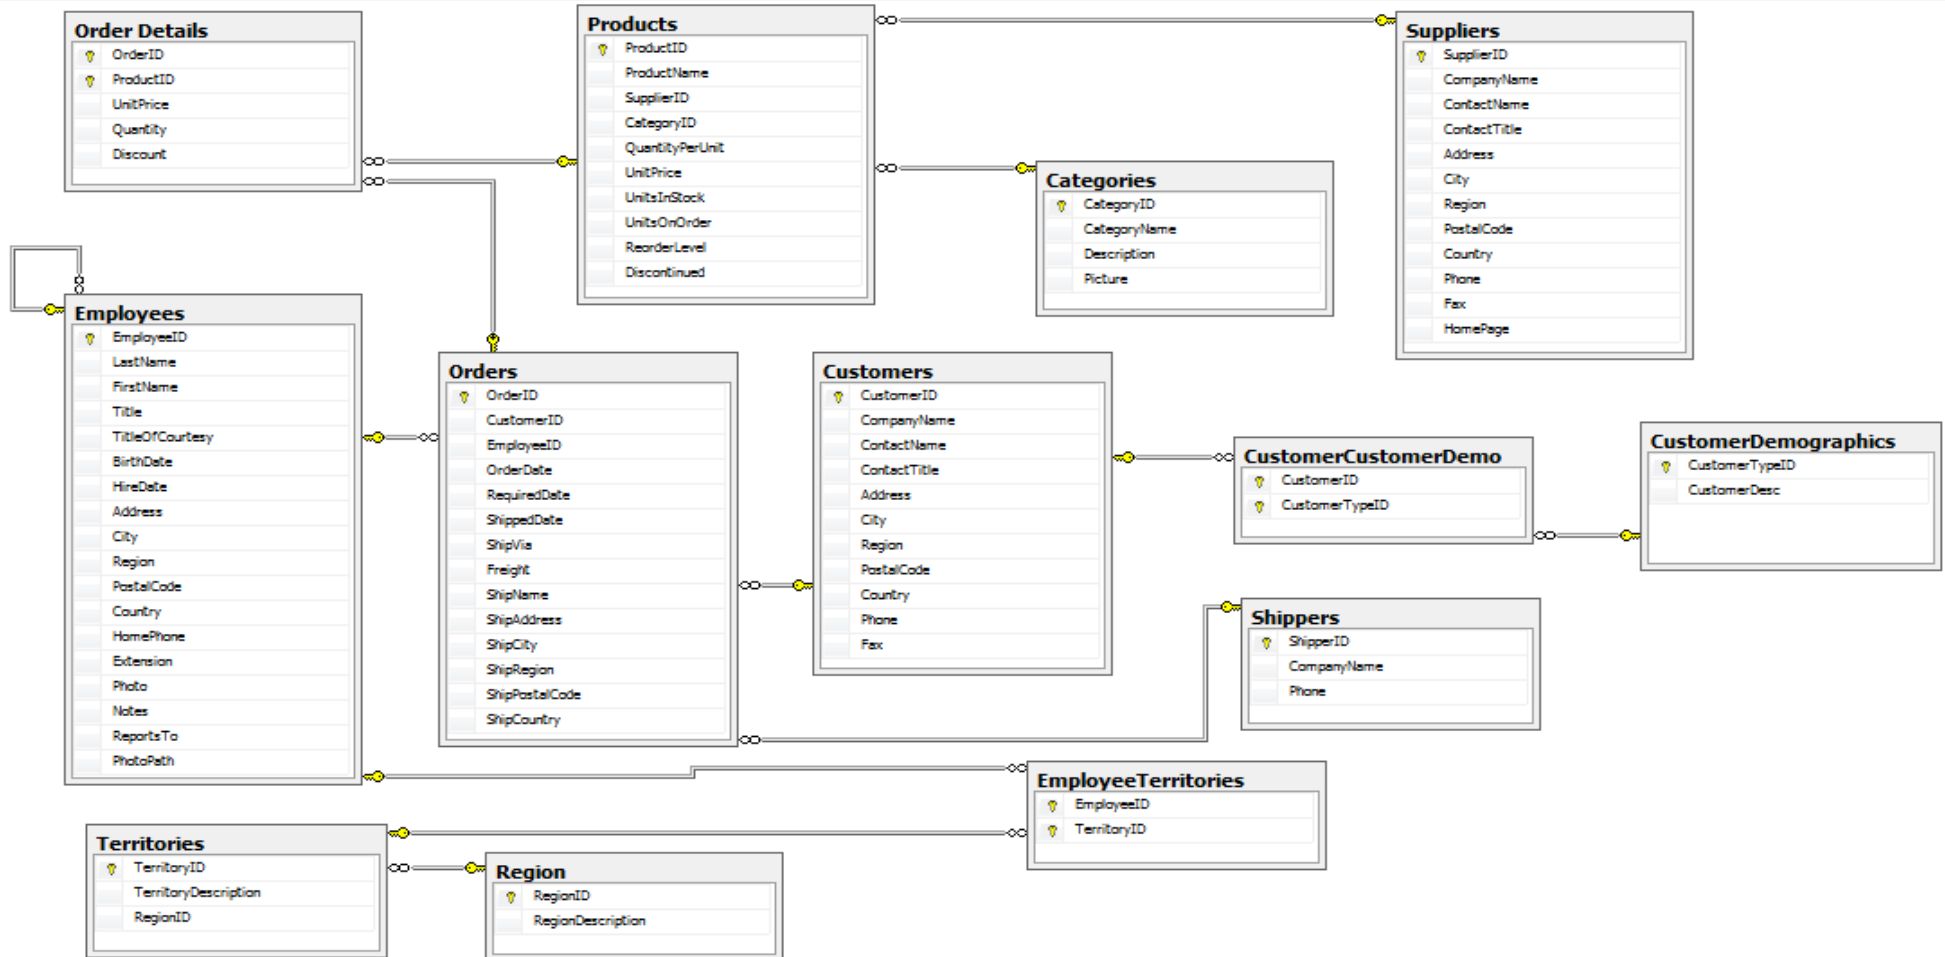 Order Details
OrderID
ProductID
UnitPrice
Quantity
Discount
Products
ProductID
ProductName
SupplierID
CategoryID
QuantityPerUnit
UnitPrice
UnitsInStock
UnitsOnOrder
ReorderLevel
Discontinued
Suppliers
SupplierID
CompanyName
ContactName
ContactTitle
Address
City
Region
PostalCode
Country
Phone
Fax
HomePage
Categories
CategoryID
CategoryName
Description
Picture
Employees
EmployeeID
LastName
FirstName
Title
TitleOfCourtesy
BirthDate
HireDate
Address
City
Region
PostalCode
Country
HomePhone
Extension
Photo
Notes
ReportsTo
PhotoPath
Orders
OrderID
CustomerID
EmployeeID
OrderDate
RequiredDate
ShippedDate
ShipVia
Freight
ShipName
ShipAddress
ShipCity
ShipRegion
ShipPostalCode
ShipCountry
Customers
CustomerID
CompanyName
ContactName
ContactTitle
Address
City
Region
PostalCode
Country
Phone
Fax
CustomerCustomerDemo
CustomerID
CustomerTypeID
CustomerDemographics
CustomerTypeID
CustomerDesc
Shippers
ShipperID
CompanyName
Phone
EmployeeTerritories
EmployeeID
TerritoryID
Territories
TerritoryID
TerritoryDescription
RegionID
Region
RegionID
RegionDescription